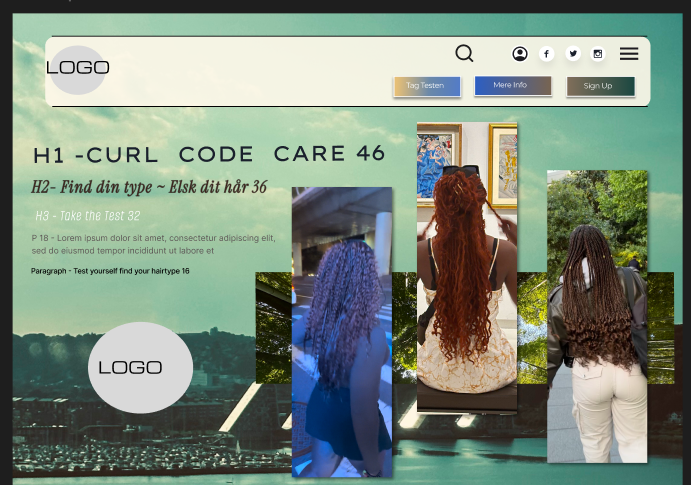 LOGO
Tag Testen
Mere Info
Sign Up
H1 -CURL CODE CARE 46
H2- Find din type ~ Elsk dit hår 36
H3 - Take the Test 32
P 18 - Lorem ipsum dolor sit amet, consectetur adipiscing elit,
sed do eiusmod tempor incididunt ut labore et
Paragraph - Test yourself find your hairtype 16
LOGO